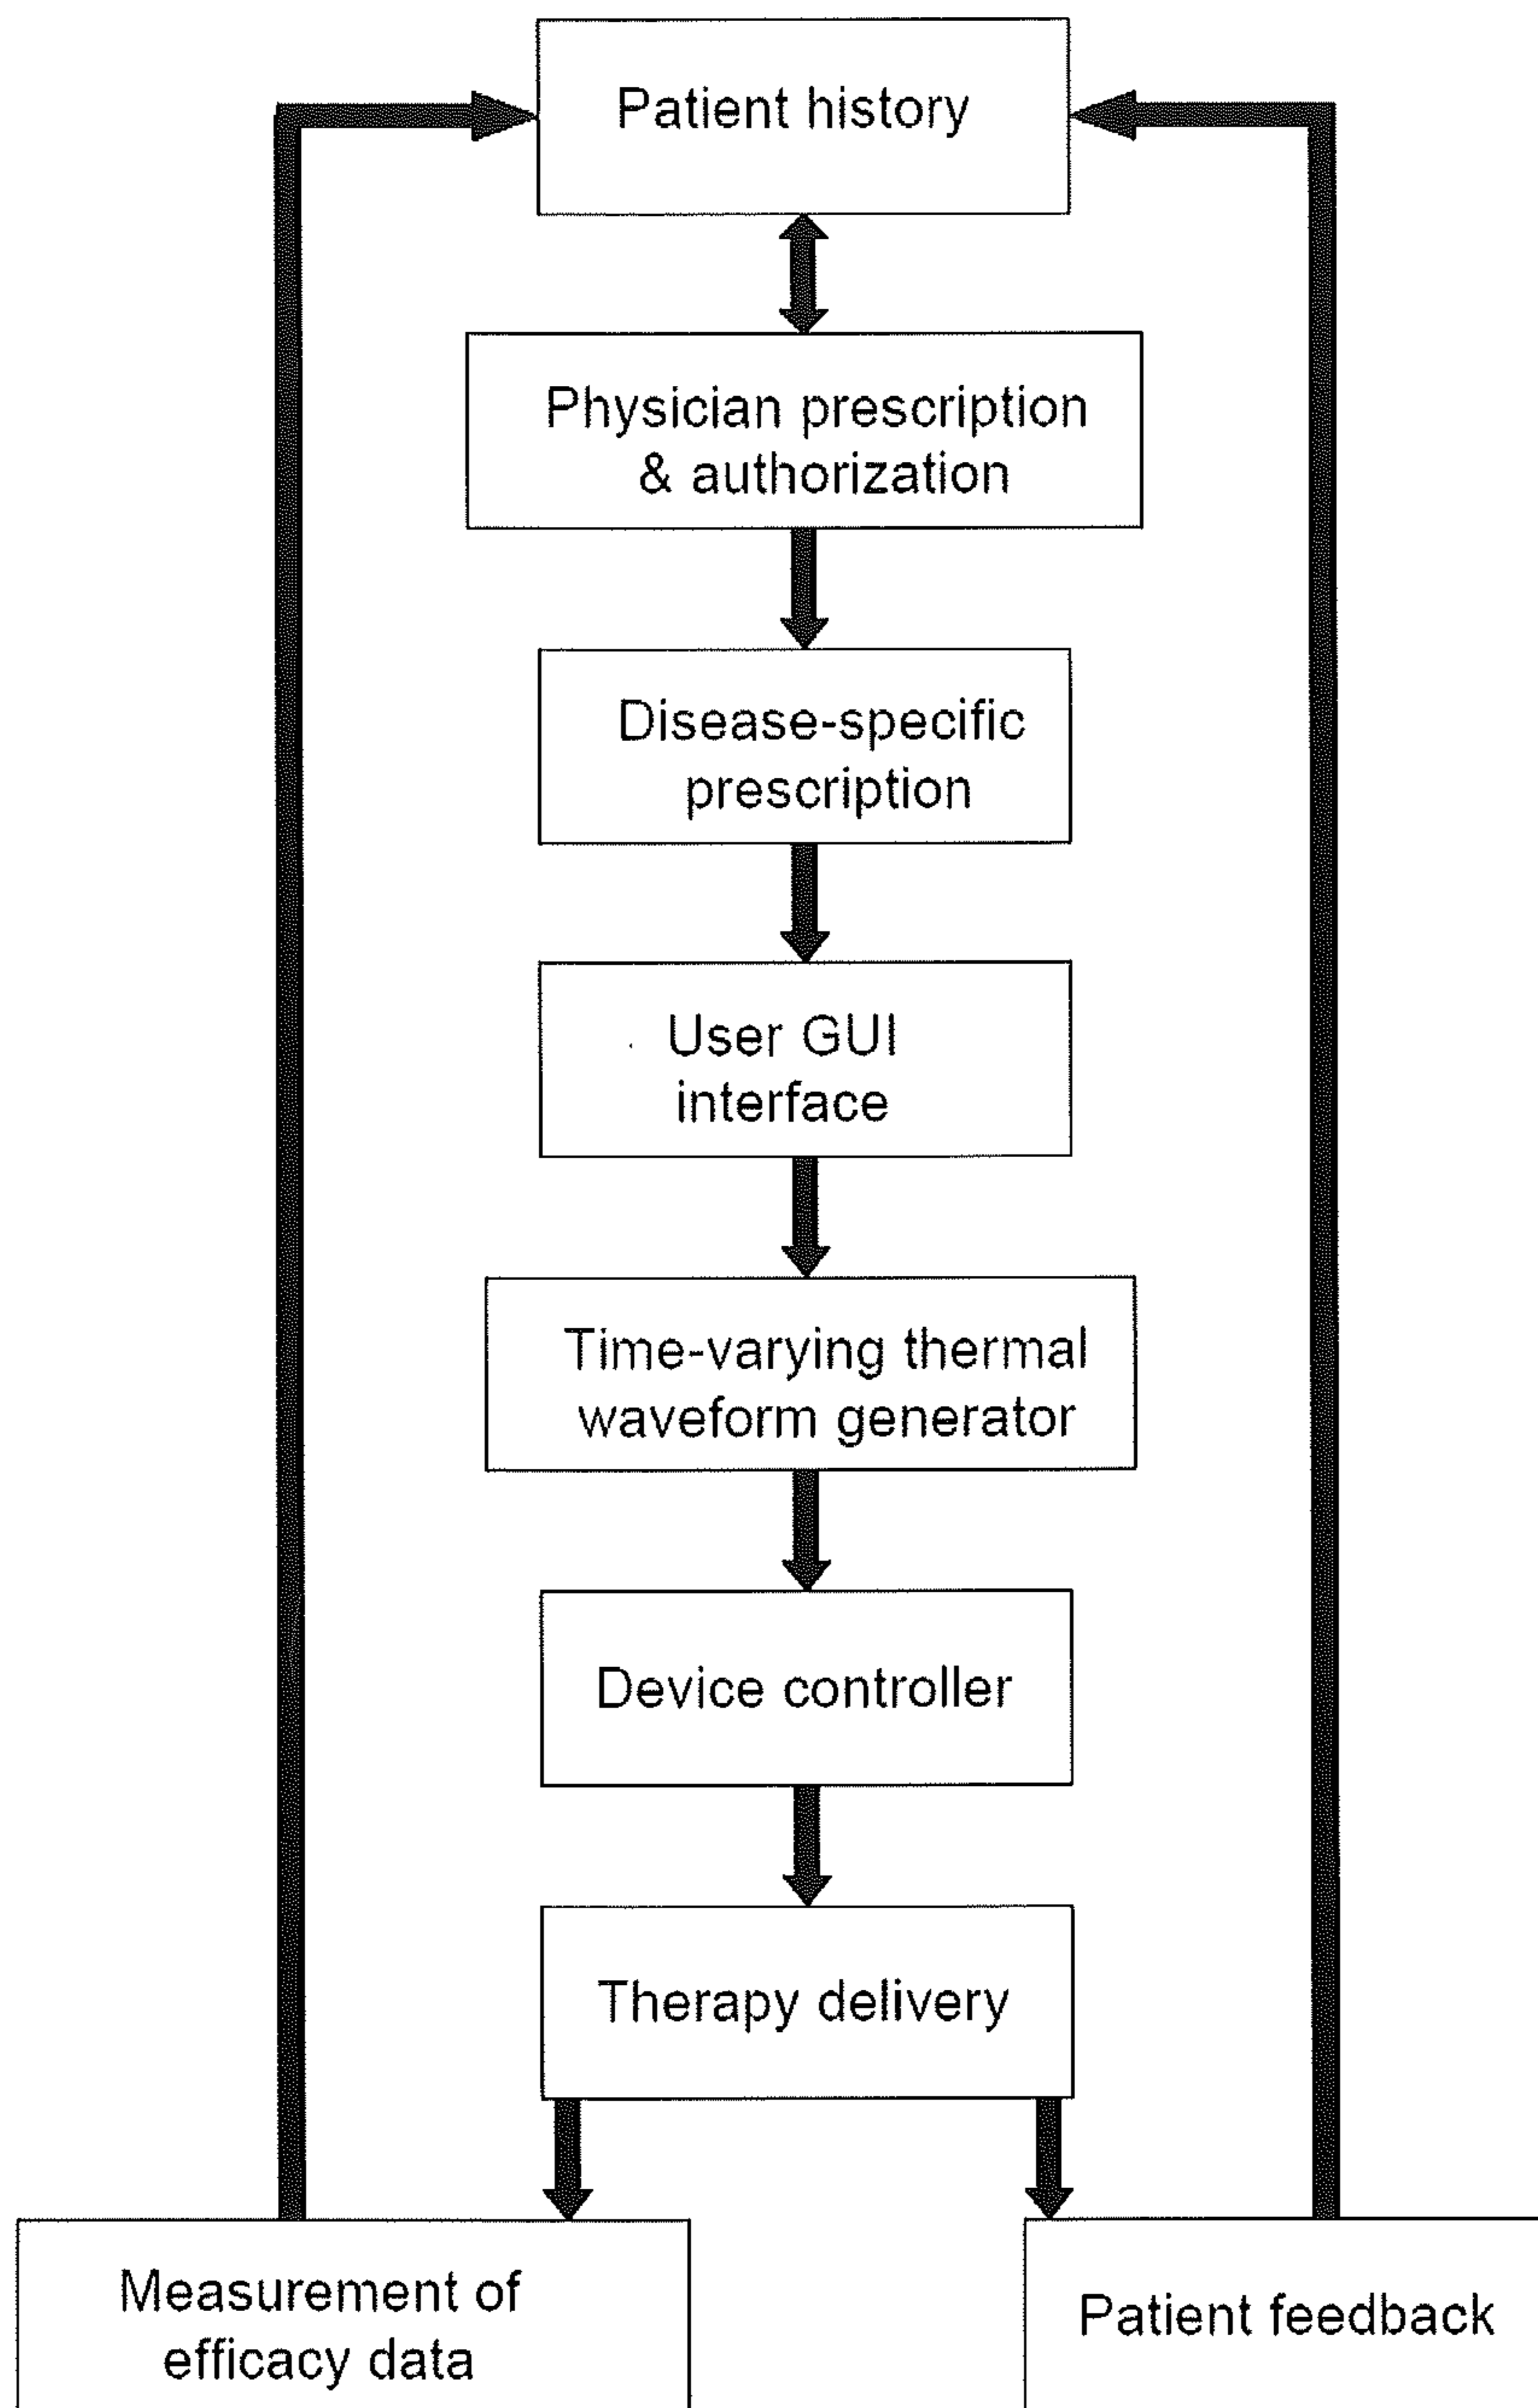 Patient history
Physician prescription
& authorization
Disease-specific
prescription
User GUI
interface
Time-varying thermal
waveform generator
Device controller
Therapy delivery
Measurement of
efficacy data
Patient feedback